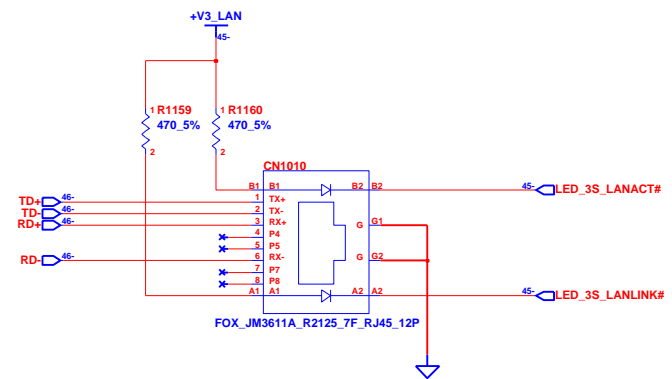 +V3_LAN
45-
1 R1159 1 R1160
470_5% 470_5%
2 2
CN1010
B1 B1 B2 B2 45- LED_3S_LANACT#
TD+ 46- 1 TX+
TD- 46- 2 TX-
RD+ 46- 3 RX+ G G1
4 P4
5 P5
RD- 46- 6 RX- G G2
7 P7
8 P8
A1 A1 A2 A2 45- LED_3S_LANLINK#
FOX_JM3611A_R2125_7F_RJ45_12P